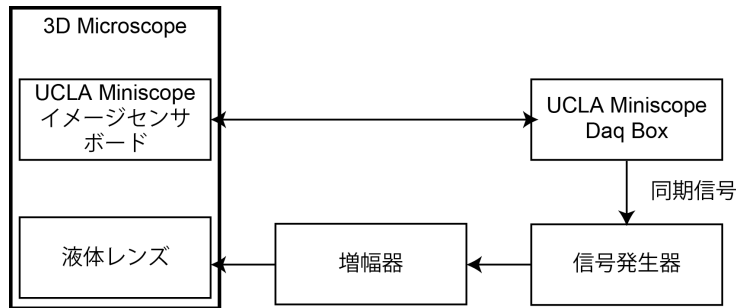 3D Microscope
UCLA Miniscope
イメージセンサ
ボード
UCLA Miniscope
Daq Box
同期信号
液体レンズ
増幅器
信号発生器